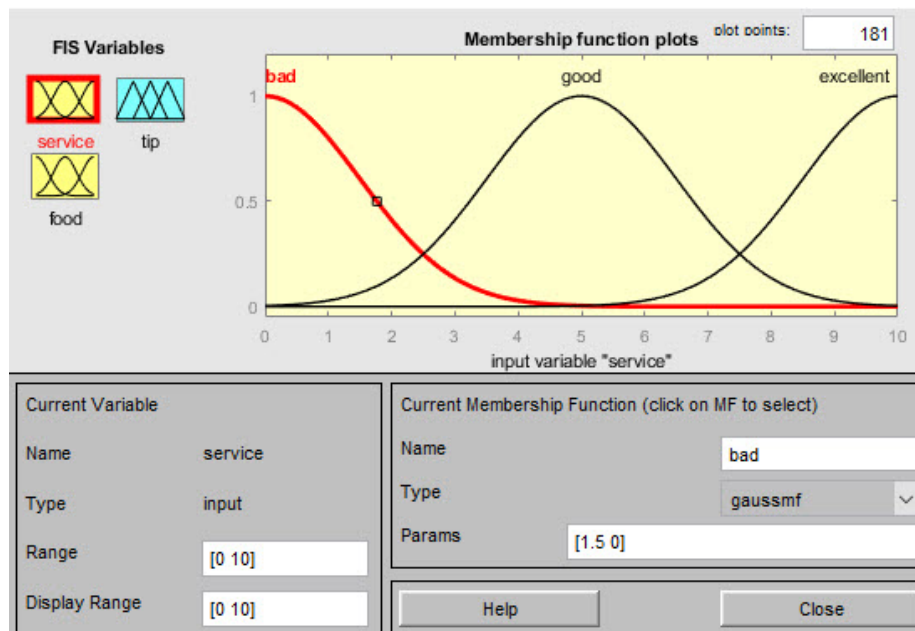 FIS Variables
service
tip
food
Membership function plots
plot points:
181
bad
good
excellent
1
0.5
0
0 1 2 3 4 5 6 7 8 9 10
input variable "service"
Current Variable
Name service
Type input
Range [0 10]
Display Range [0 10]
Current Membership Function (click on MF to select)
Name bad
Type gaussmf
Params [1.5 0]
Help
Close